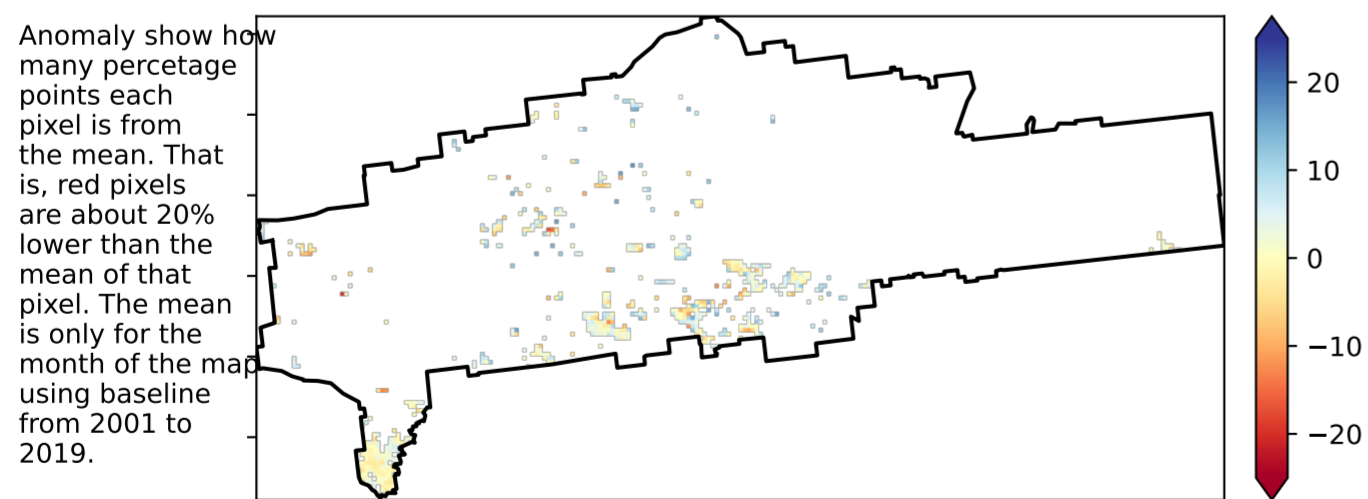 Anomaly show how
many percetage
points each
pixel is from
the mean. That
is, red pixels
are about 20%
lower than the
mean of that
pixel. The mean
is only for the
month of the map
using baseline
from 2001 to
2019.
20
10
0
−10
−20